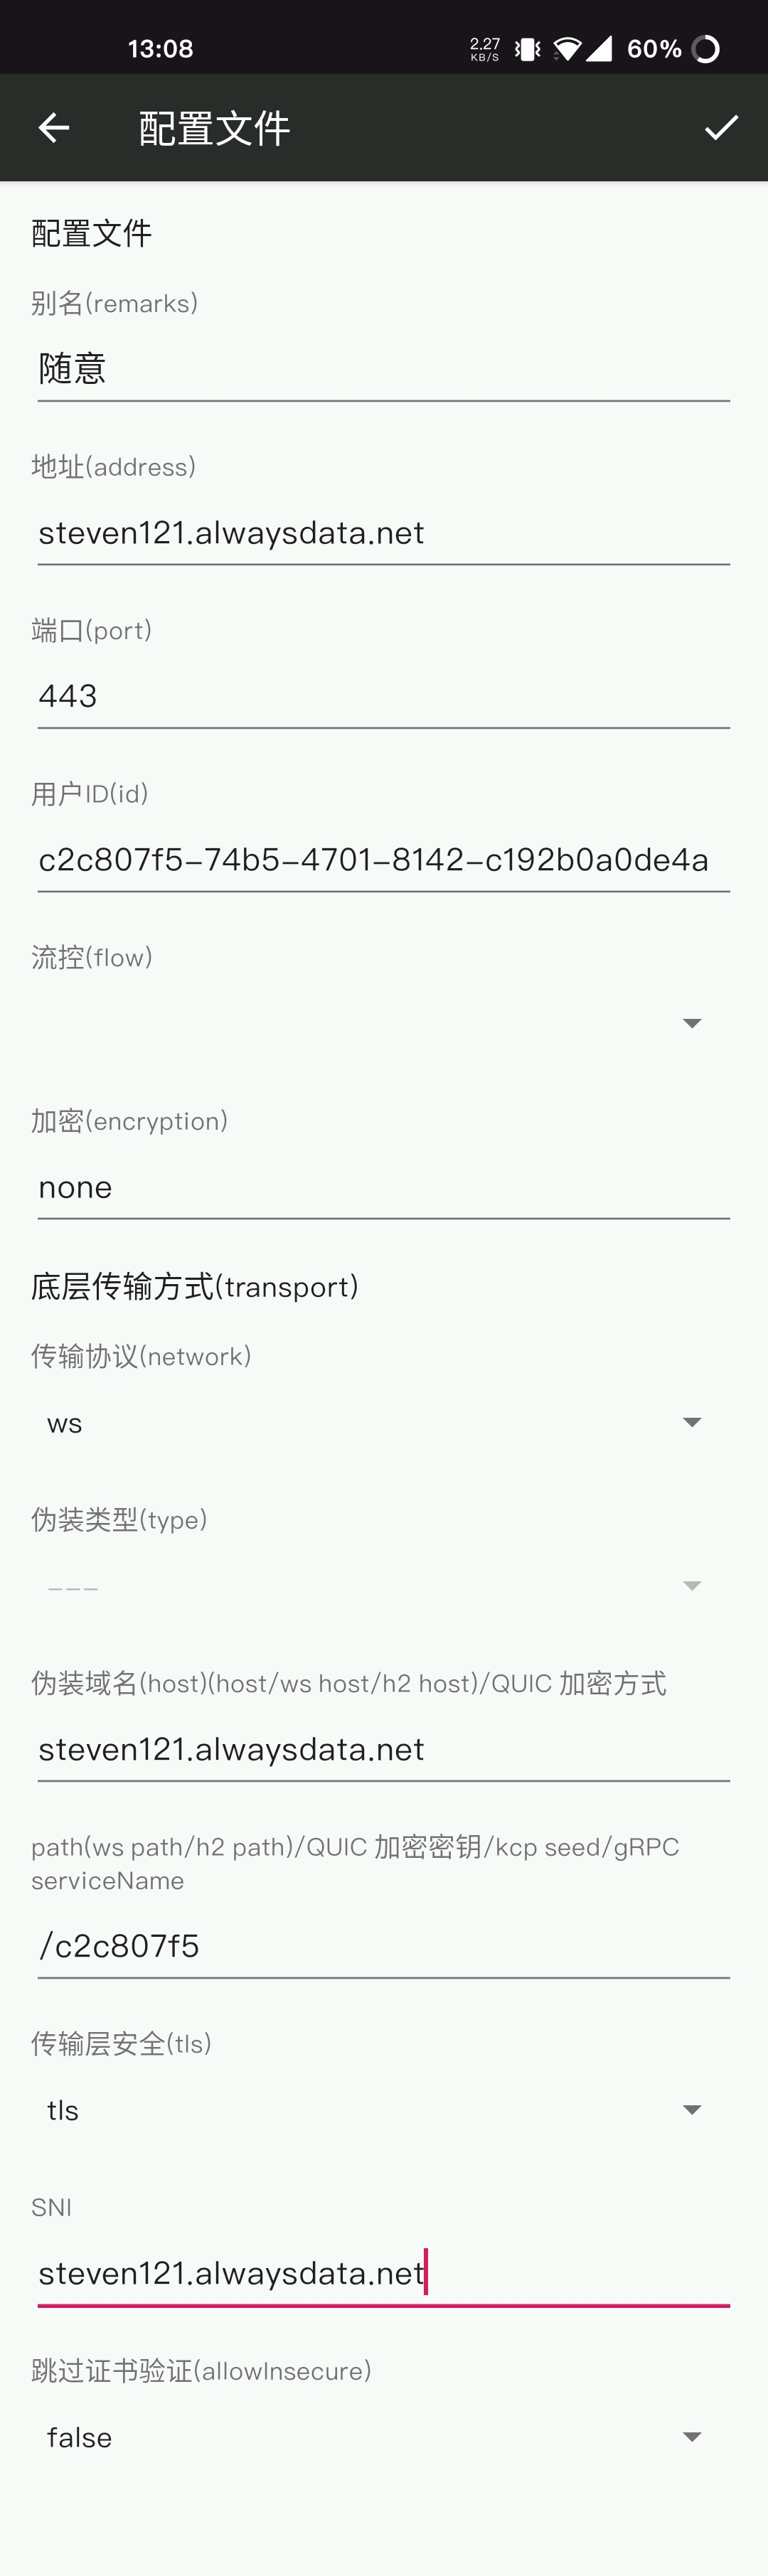 13:08
2.27
KB/S
60%
配置文件
配置文件
别名(remarks)
随意
地址(address)
steven121.alwaysdata.net
端口(port)
443
用户ID(id)
c2c807f5-74b5-4701-8142-c192b0a0de4a
流控(flow)
加密(encryption)
none
底层传输方式(transport)
传输协议(network)
ws
伪装类型(type)
---
伪装域名(host)(host/ws host/h2 host)/QUIC 加密方式
steven121.alwaysdata.net
path(ws path/h2 path)/QUIC 加密密钥/kcp seed/gRPC
serviceName
/c2c807f5
传输层安全(tls)
tls
SNI
steven121.alwaysdata.net
跳过证书验证(allowInsecure)
false